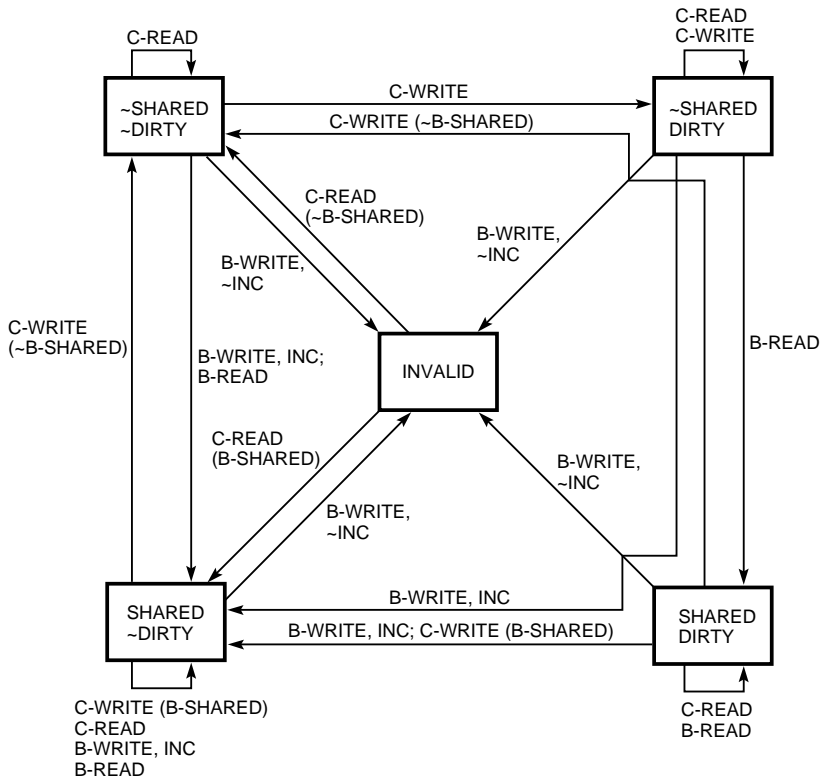 C-READ
C-READ
C-WRITE
~SHARED
~DIRTY
C-WRITE
C-WRITE (~B-SHARED)
~SHARED
DIRTY
C-READ
(~B-SHARED)
B-WRITE,
~INC
B-WRITE,
~INC
C-WRITE
(~B-SHARED)
B-WRITE, INC;
B-READ
INVALID
B-READ
C-READ
(B-SHARED)
B-WRITE,
~INC
B-WRITE,
~INC
SHARED
~DIRTY
B-WRITE, INC
B-WRITE, INC; C-WRITE (B-SHARED)
SHARED
DIRTY
C-WRITE (B-SHARED)
C-READ
B-WRITE, INC
B-READ
C-READ
B-READ